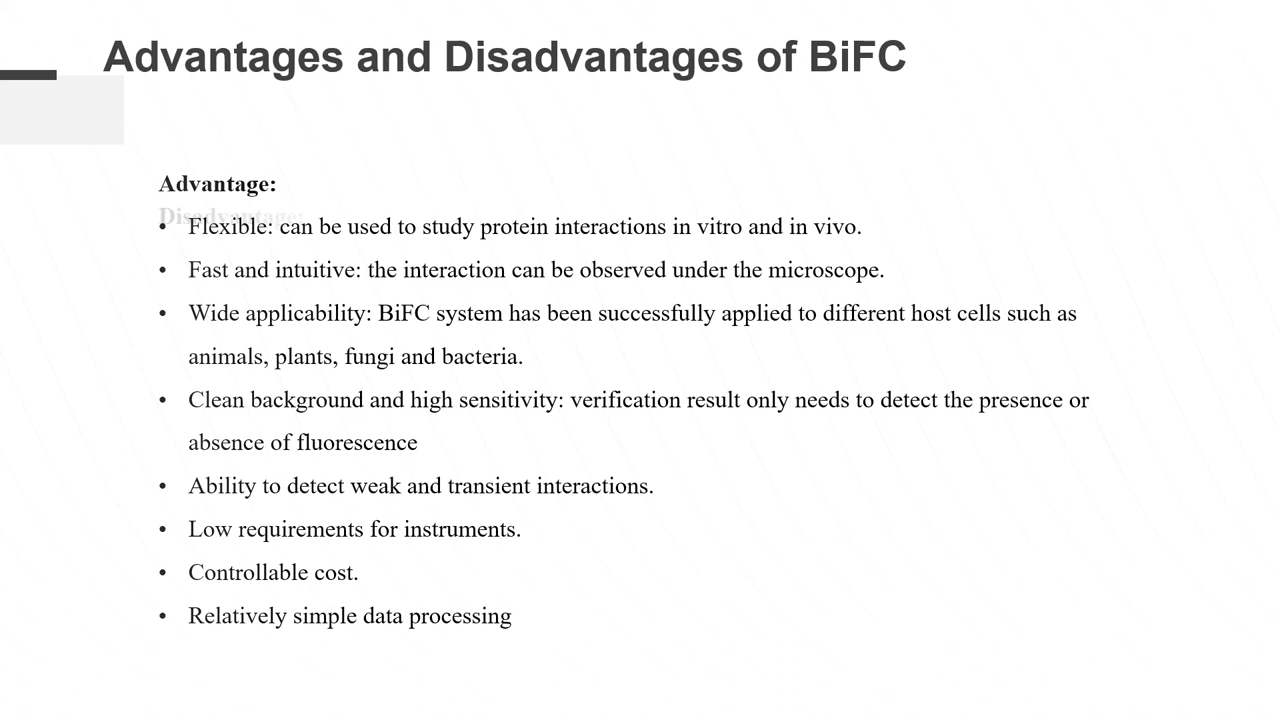 Advantages and Disadvantages of BiFC
Advantage:
Disadvantage:
• Flexible: can be used to study protein interactions in vitro and in vivo.
• Fast and intuitive: the interaction can be observed under the microscope.
• Wide applicability: BiFC system has been successfully applied to different host cells such as
animals, plants, fungi and bacteria.
• Clean background and high sensitivity: verification result only needs to detect the presence or
absence of fluorescence
• Ability to detect weak and transient interactions.
• Low requirements for instruments.
• Controllable cost.
• Relatively simple data processing